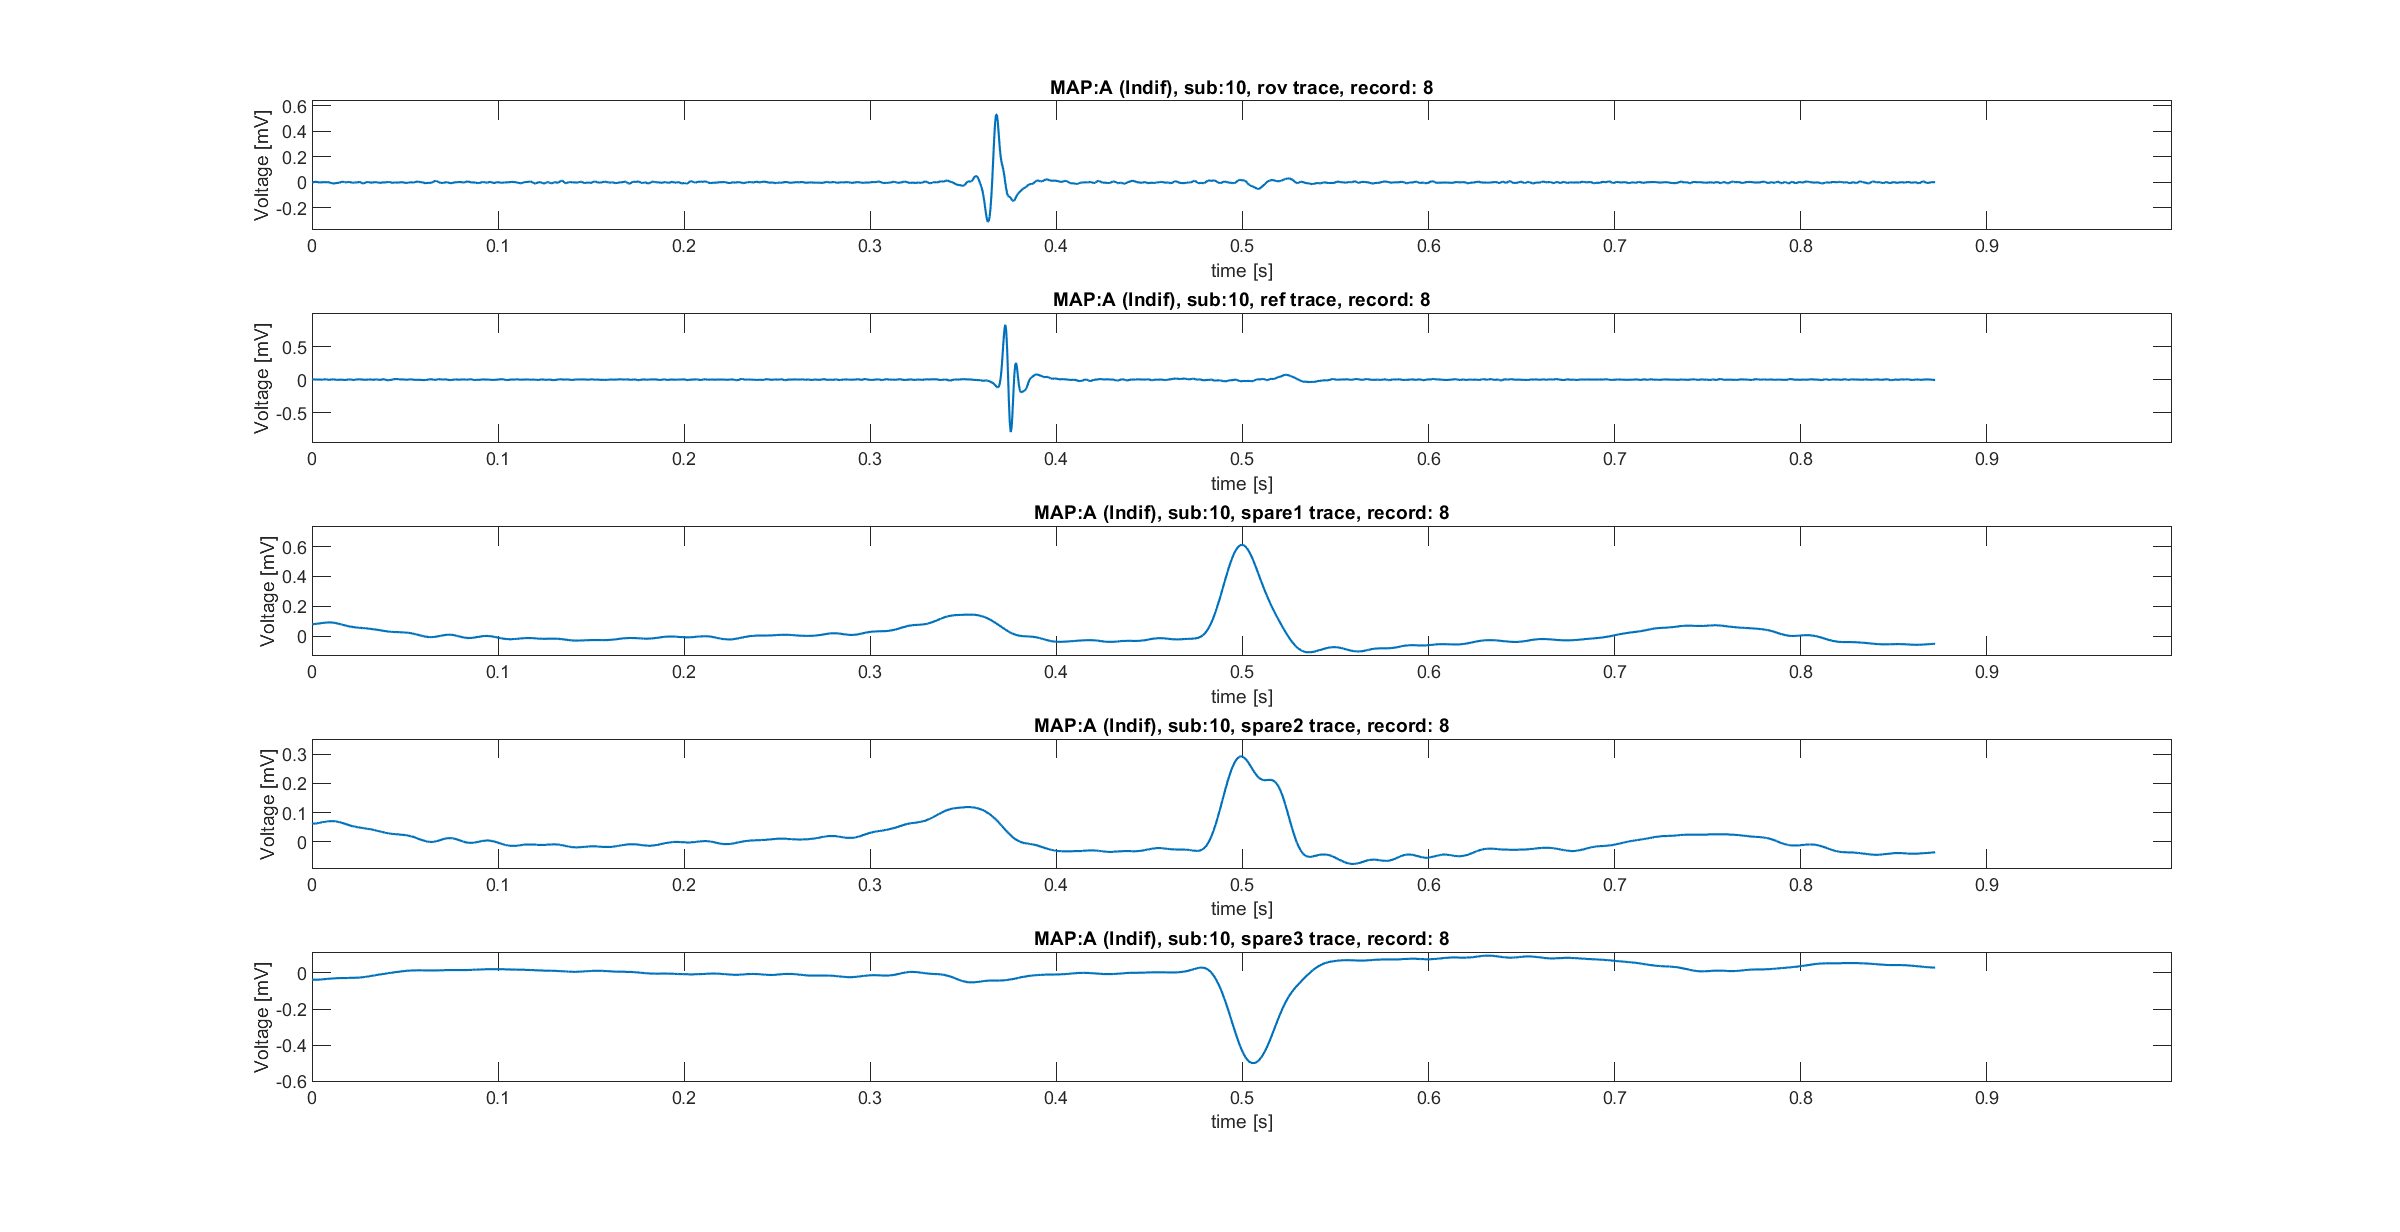 MAP:A (Indif), sub:10, rov trace, record: 8
Voltage [mV]
0.6
0.4
0.2
0
-0.2
0 0.1 0.2 0.3 0.4 0.5 0.6 0.7 0.8 0.9
time [s]
MAP:A (Indif), sub:10, ref trace, record: 8
Voltage [mV]
0.5
0
-0.5
0 0.1 0.2 0.3 0.4 0.5 0.6 0.7 0.8 0.9
time [s]
MAP:A (Indif), sub:10, spare1 trace, record: 8
Voltage [mV]
0.6
0.4
0.2
0
0 0.1 0.2 0.3 0.4 0.5 0.6 0.7 0.8 0.9
time [s]
MAP:A (Indif), sub:10, spare2 trace, record: 8
Voltage [mV]
0.3
0.2
0.1
0
0 0.1 0.2 0.3 0.4 0.5 0.6 0.7 0.8 0.9
time [s]
MAP:A (Indif), sub:10, spare3 trace, record: 8
Voltage [mV]
0
-0.2
-0.4
-0.6
0 0.1 0.2 0.3 0.4 0.5 0.6 0.7 0.8 0.9
time [s]